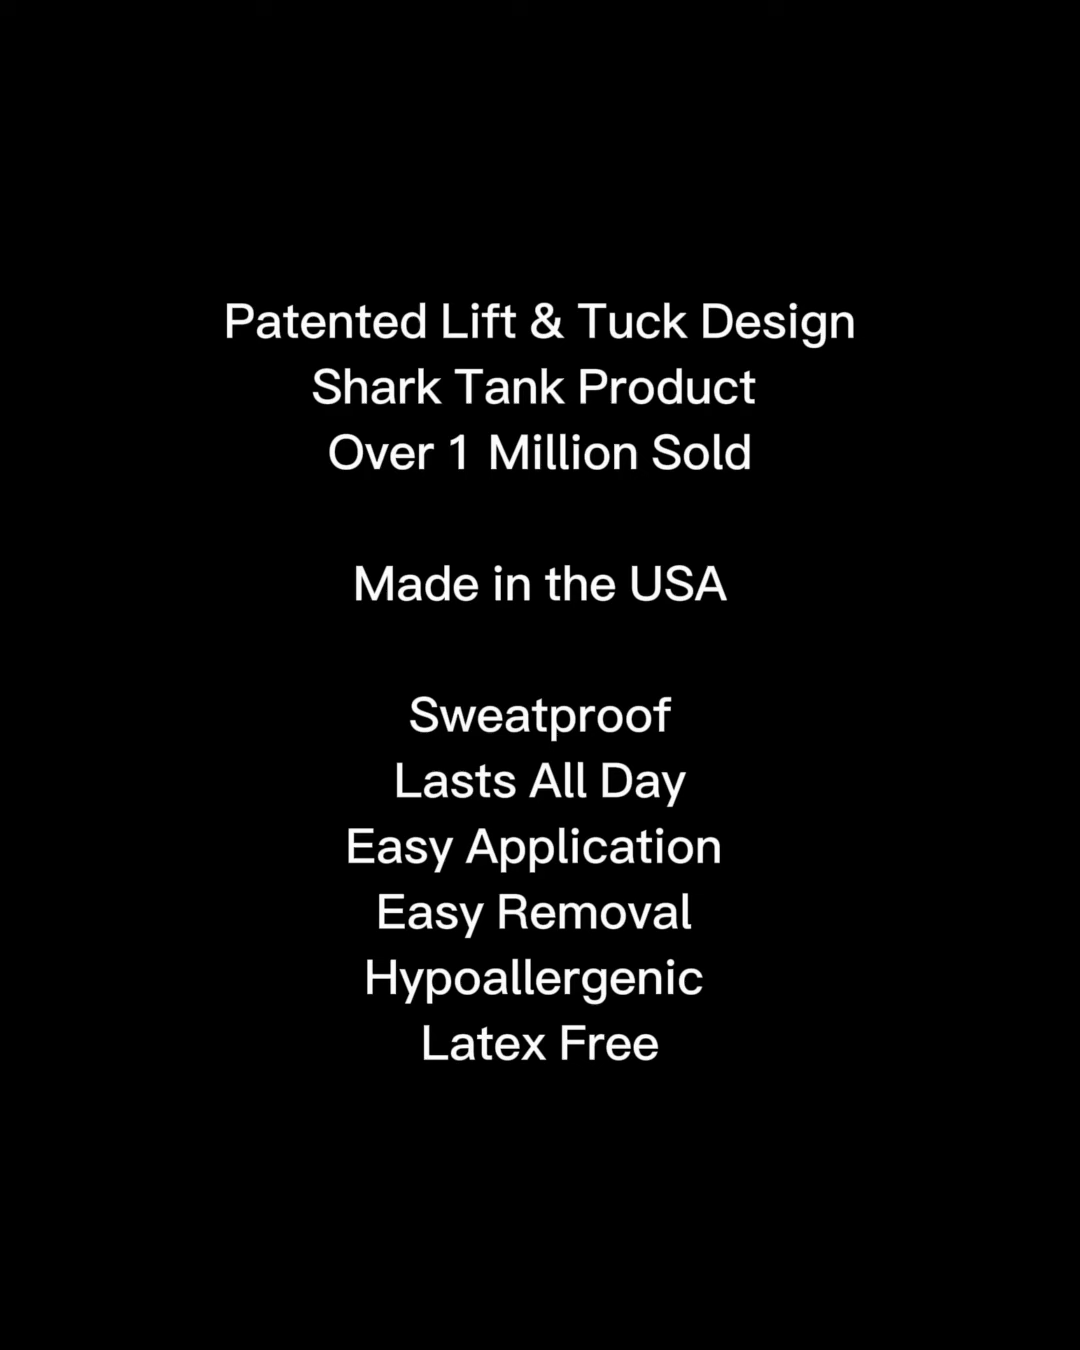 Patented Lift & Tuck Design
Shark Tank Product
Over 1 Million Sold
Made in the USA
Sweatproof
Lasts All Day
Easy Application
Easy Removal
Hypoallergenic
Latex Free